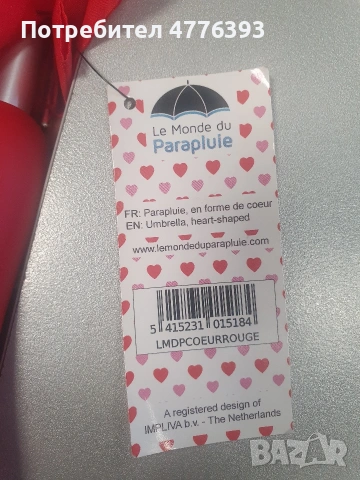 Потребител 4776393
Le Monde du
Parapluie
FR: Parapluie, en forme de coeur
EN: Umbrella, heart-shaped
www.lemondeduparapluie.com
5 415231 015184
LMDPCOEURROUGE
A registered design of
IMPLIVA b.v. - The Netherlands
BAZAR